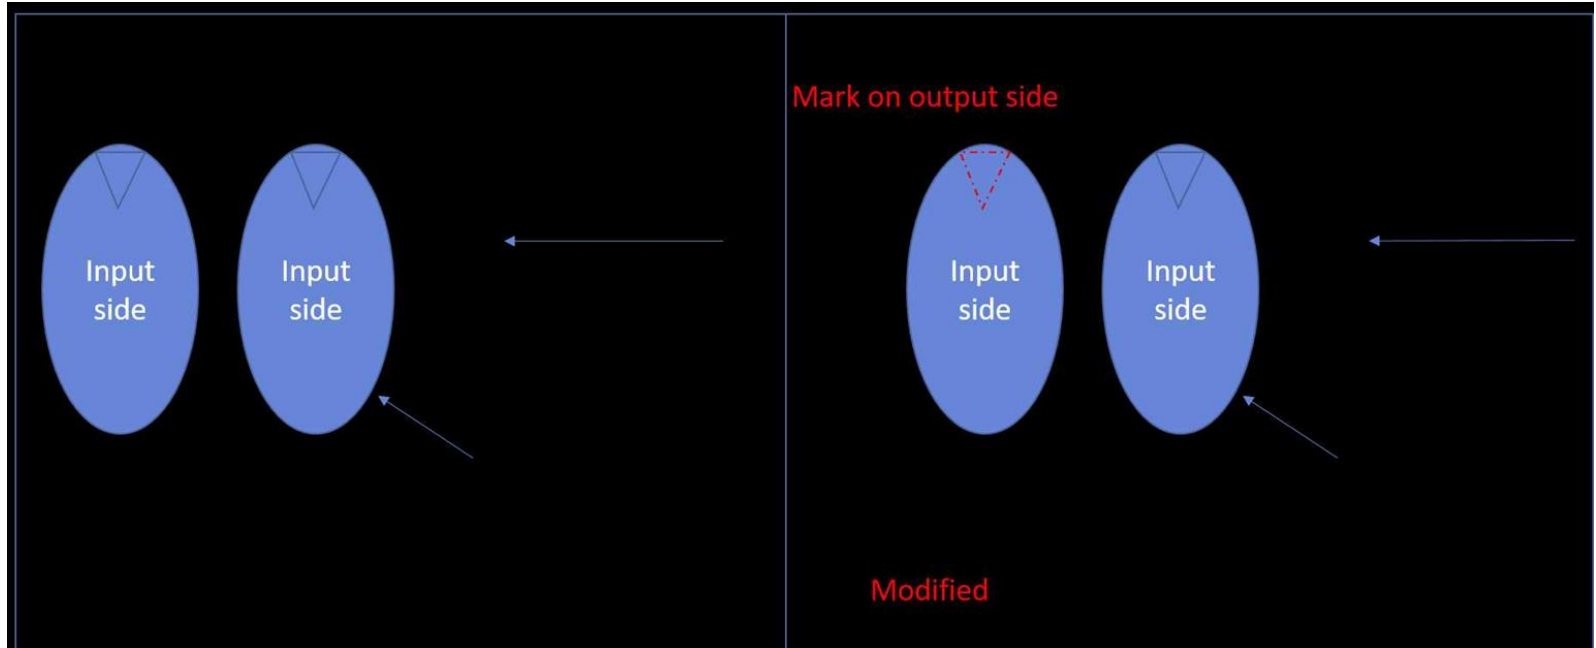 Mark on output side
Input
side
Input
side
Input
side
Input
side
Modified